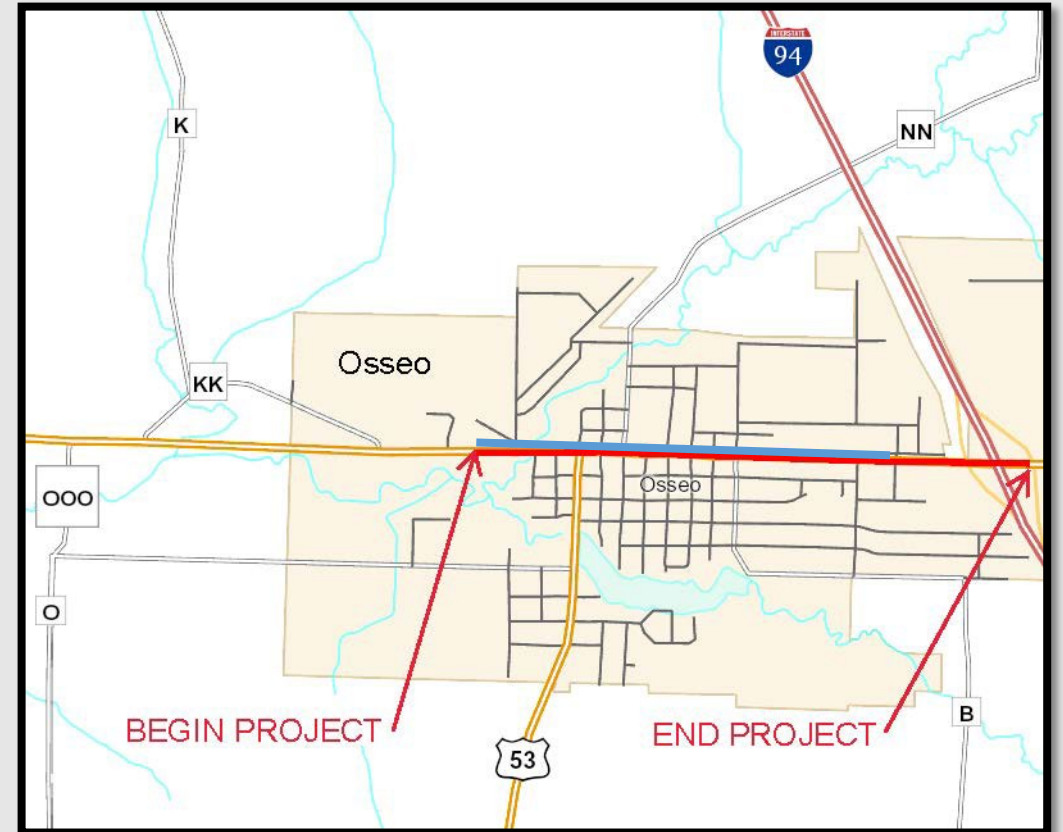 INTERSTATE
94
K
NN
Osseo
KK
OOO
Osseo
O
BEGIN PROJECT
END PROJECT
B
53